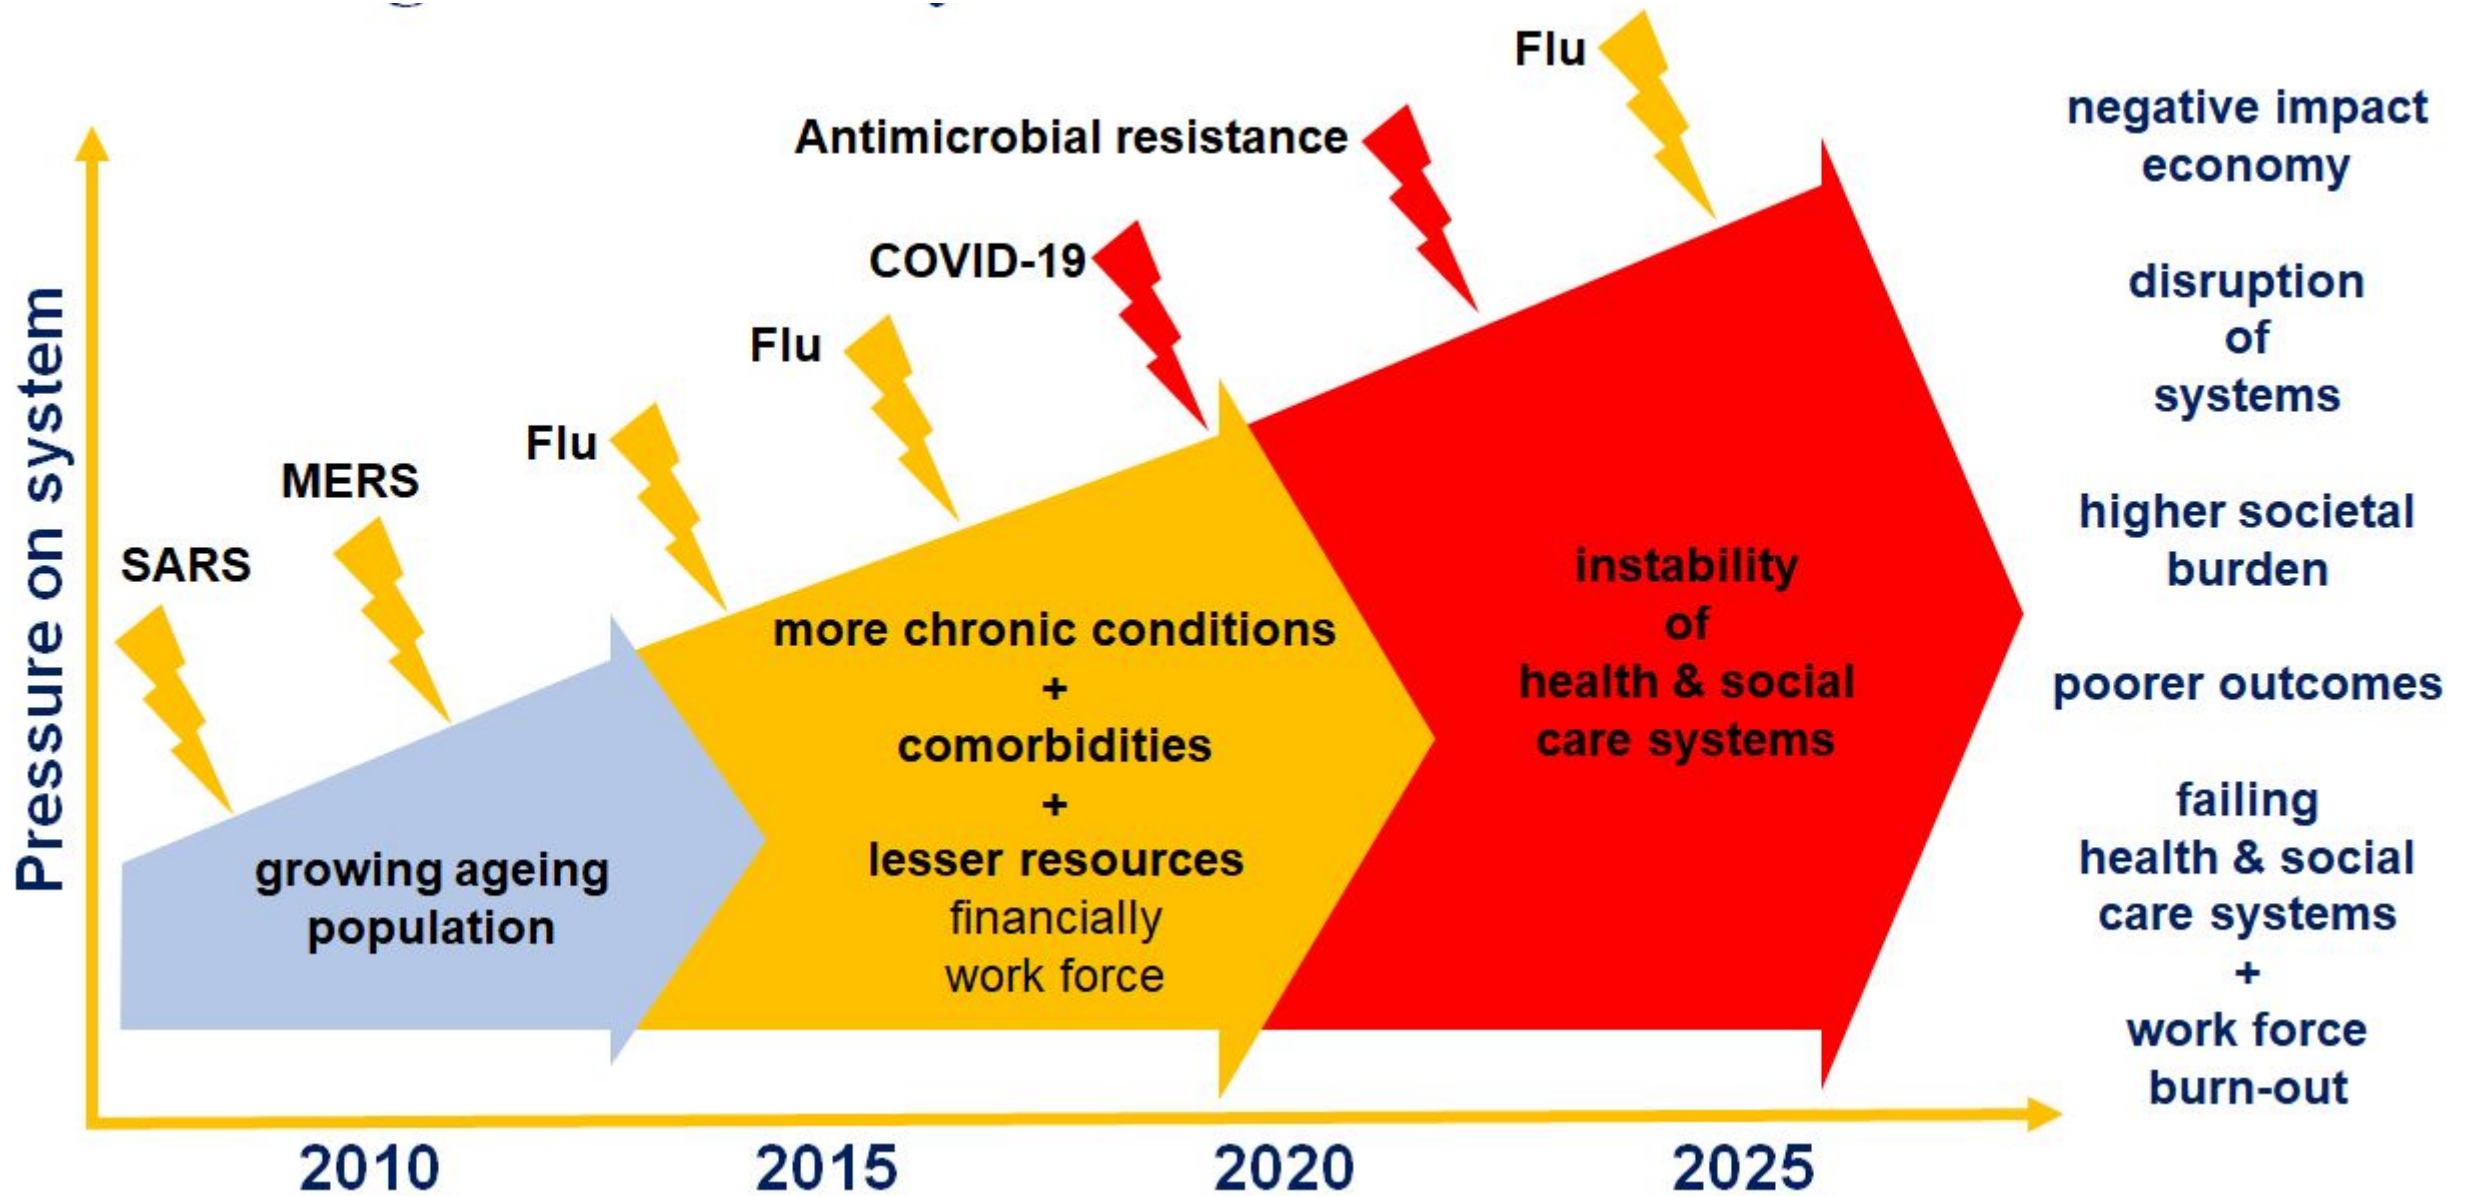 Flu
Antimicrobial resistance
COVID-19
Flu
Flu
MERS
SARS
Pressure on system
growing ageing
population
more chronic conditions
+
comorbidities
+
lesser resources
financially
work force
instability
of
health & social
care systems
negative impact
economy
disruption
of
systems
higher societal
burden
poorer outcomes
failing
health & social
care systems
+
work force
burn-out
2010
2015
2020
2025